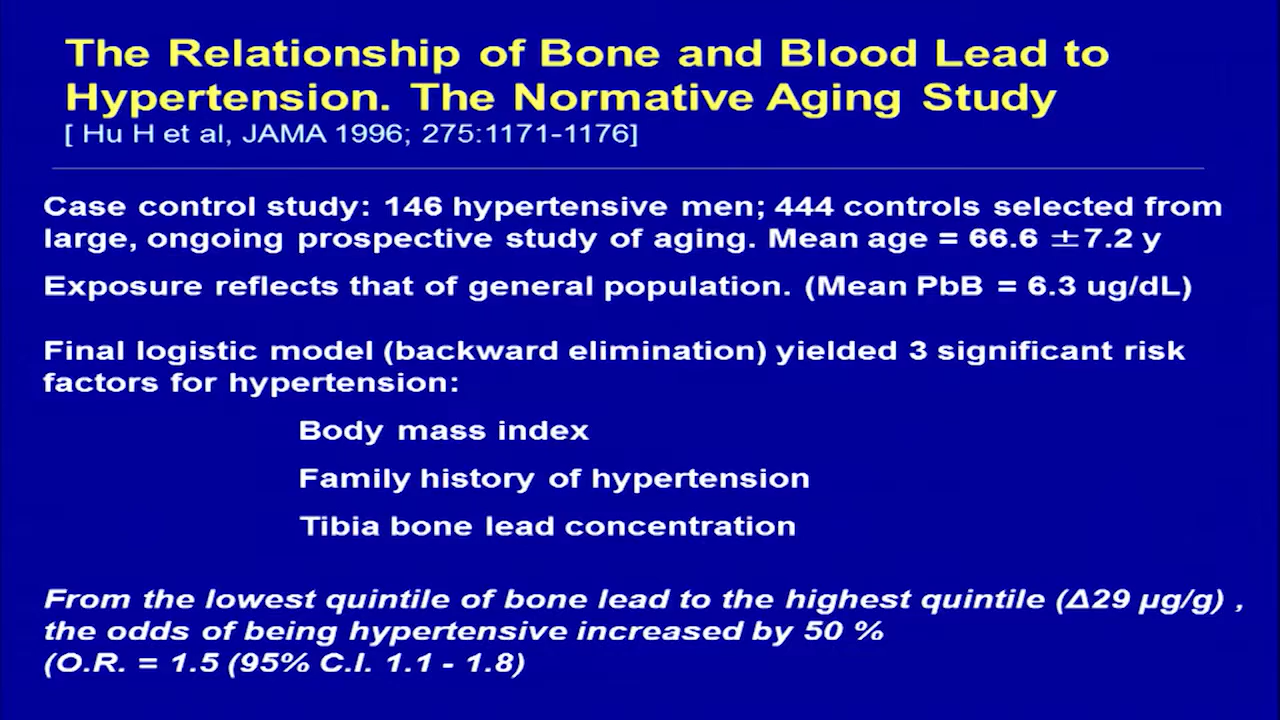 The Relationship of Bone and Blood Lead to
Hypertension. The Normative Aging Study
[ Hu H et al, JAMA 1996; 275:1171-1176]
Case control study: 146 hypertensive men; 444 controls selected from
large, ongoing prospective study of aging. Mean age = 66.6 ±7.2 y
Exposure reflects that of general population. (Mean PbB = 6.3 ug/dL)
Final logistic model (backward elimination) yielded 3 significant risk
factors for hypertension:
Body mass index
Family history of hypertension
Tibia bone lead concentration
From the lowest quintile of bone lead to the highest quintile (Δ29 µg/g) ,
the odds of being hypertensive increased by 50 %
(O.R. = 1.5 (95% C.I. 1.1 - 1.8)